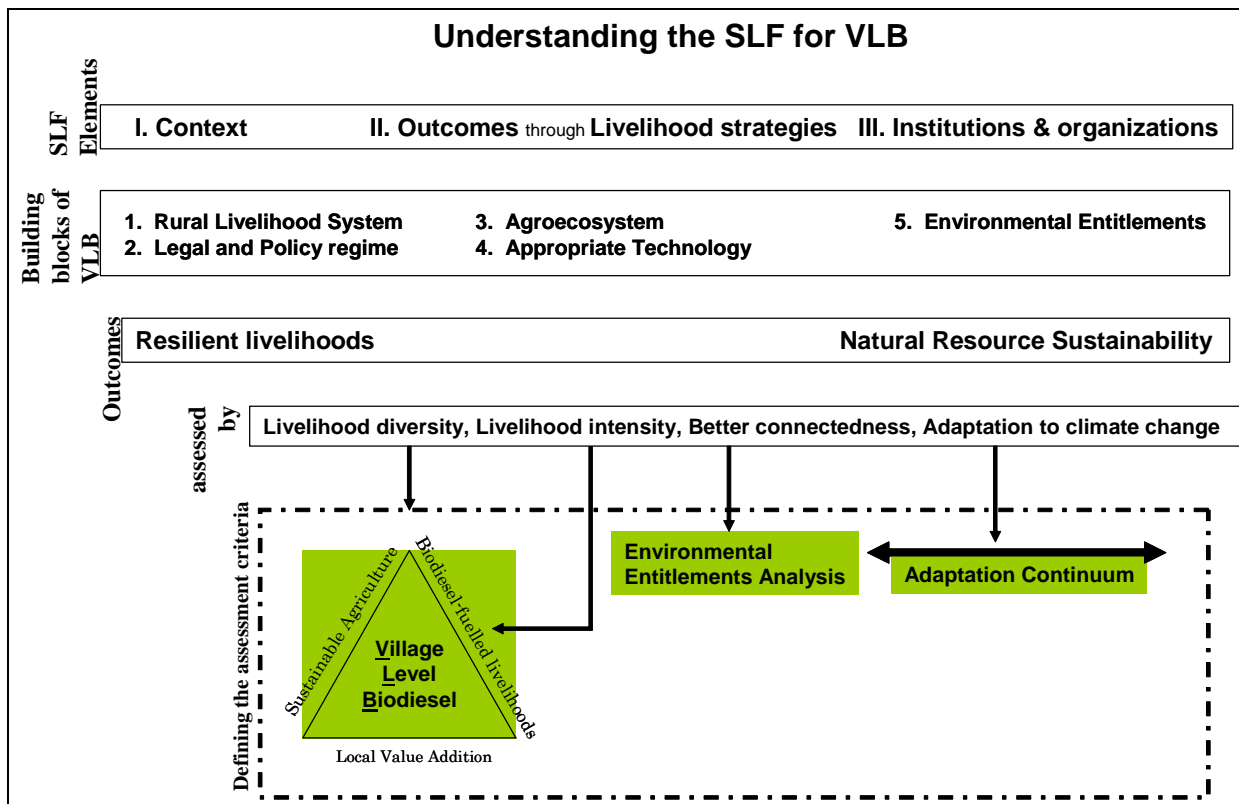 Understanding the SLF for VLB
SLF
Elements
I. Context
II. Outcomes through Livelihood strategies
III. Institutions & organizations
Building
blocks of
VLB
1. Rural Livelihood System
2. Legal and Policy regime
3. Agroecosystem
4. Appropriate Technology
5. Environmental Entitlements
Outcomes
Resilient livelihoods
Natural Resource Sustainability
assessed
by
Livelihood diversity, Livelihood intensity, Better connectedness, Adaptation to climate change
Defining the assessment criteria
Sustainable Agriculture
Biodiesel-fuelled livelihoods
Village
Level
Biodiesel
Local Value Addition
Environmental
Entitlements Analysis
Adaptation Continuum